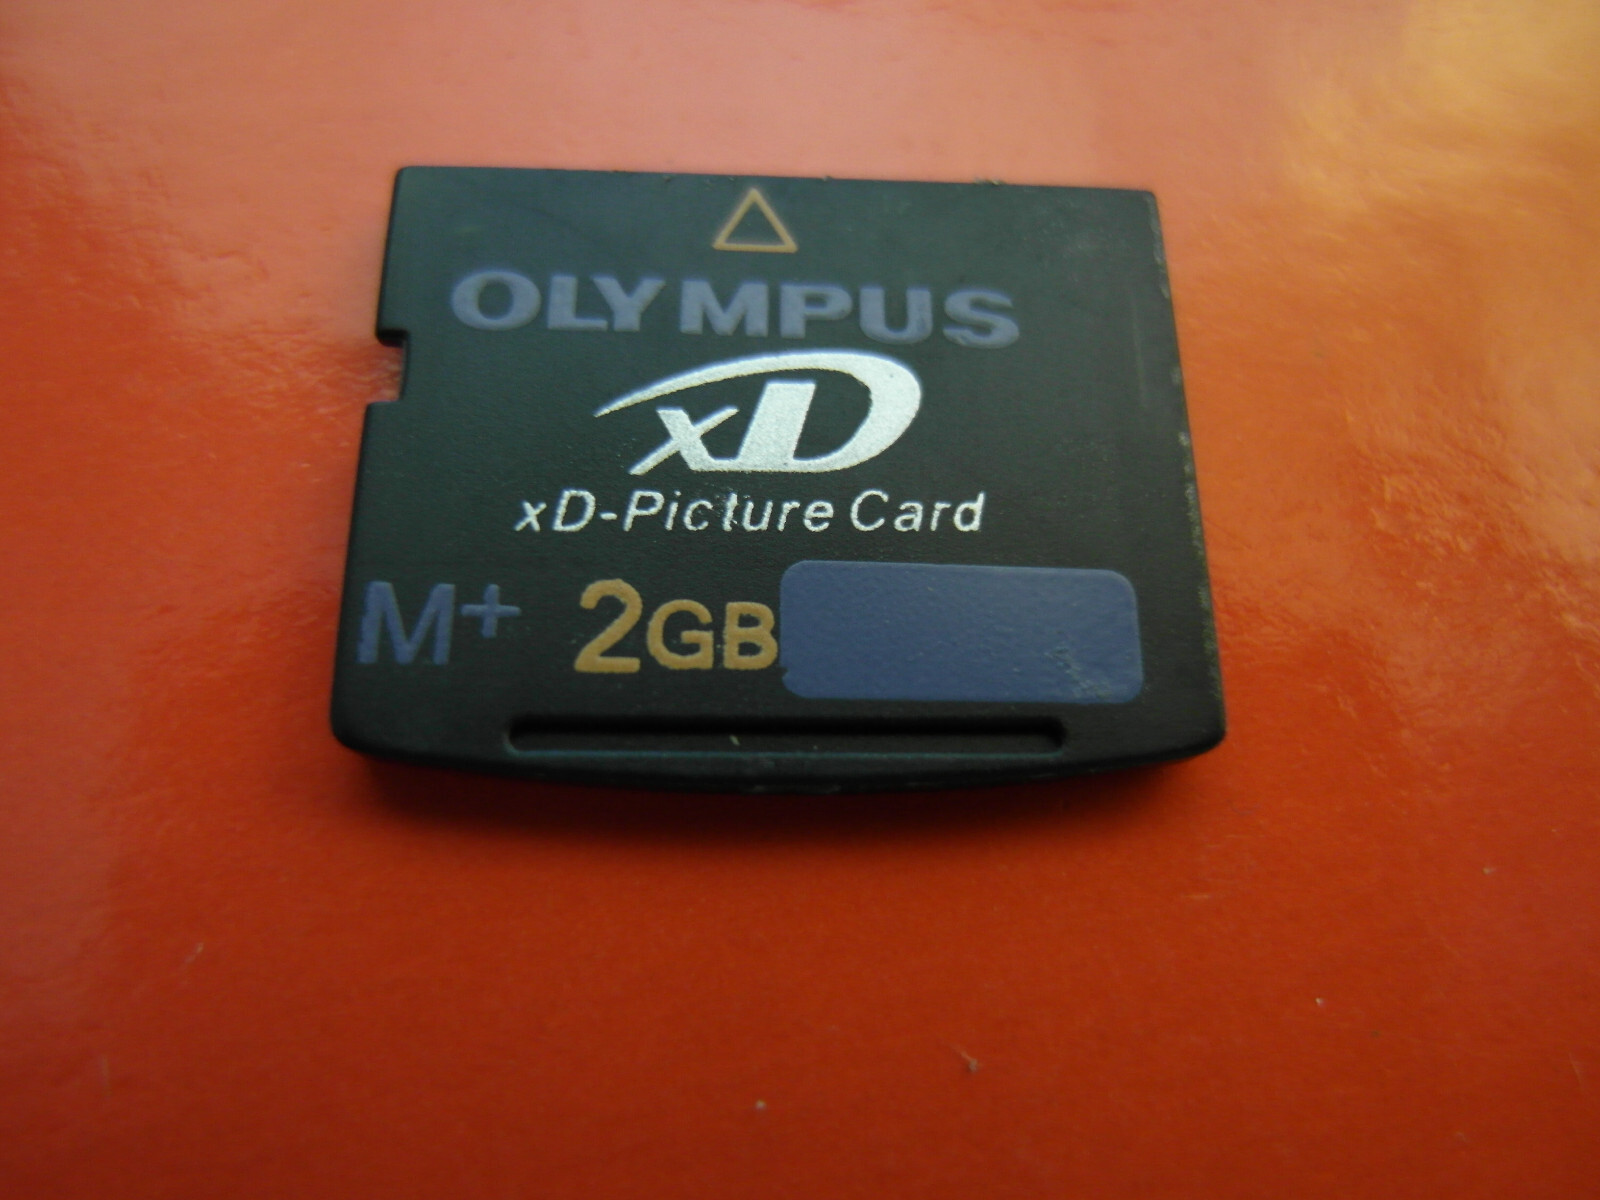 OLYMPUS
xD
xD-Picture Card
M+ 2GB